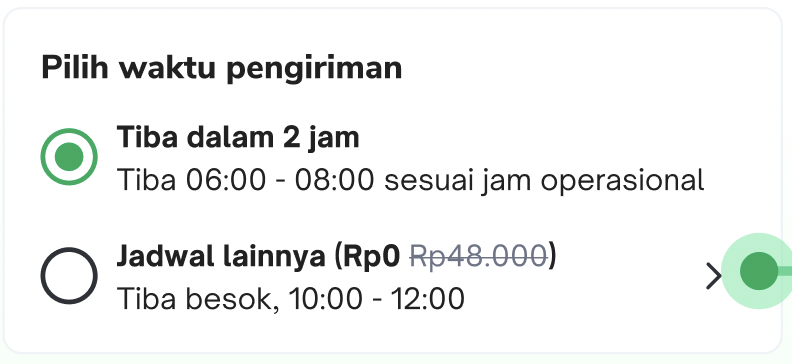 Pilih waktu pengiriman
Tiba dalam 2 jam
Tiba 06:00 - 08:00 sesuai jam operasional
Jadwal lainnya (Rp0 Rp48.000)
Tiba besok, 10:00 - 12:00